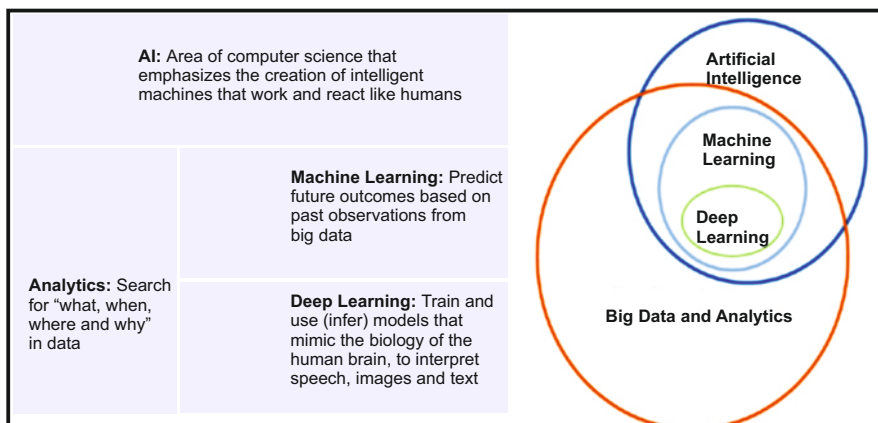 AI: Area of computer science that
emphasizes the creation of intelligent
machines that work and react like humans
Machine Learning: Predict
future outcomes based on
past observations from
big data
Analytics: Search
for “what, when,
where and why”
in data
Deep Learning: Train and
use (infer) models that
mimic the biology of the
human brain, to interpret
speech, images and text
Artificial
Intelligence
Machine
Learning
Deep
Learning
Big Data and Analytics